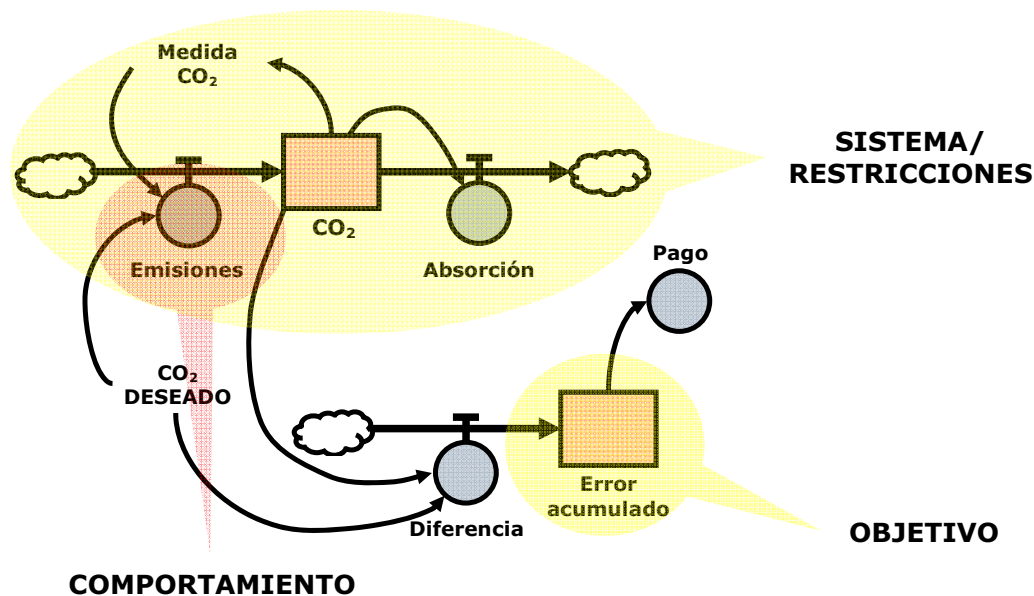 Medida
CO₂
SISTEMA/
RESTRICCIONES
CO₂
Emisiones
Absorción
Pago
CO₂
DESEADO
Error
acumulado
Diferencia
OBJETIVO
COMPORTAMIENTO